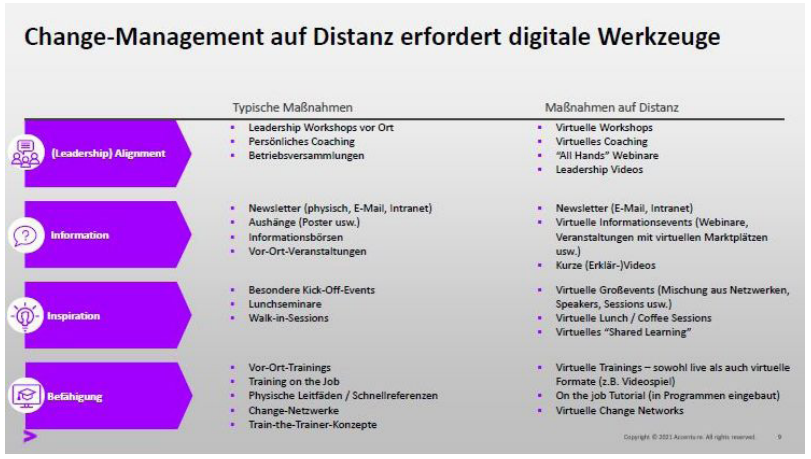 Change-Management auf Distanz erfordert digitale Werkzeuge
Typische Maßnahmen
Maßnahmen auf Distanz
(Leadership) Alignment
▪ Leadership Workshops vor Ort
▪ Persönliches Coaching
▪ Betriebsversammlungen
▪ Virtuelle Workshops
▪ Virtuelles Coaching
▪ "All Hands" Webinare
▪ Leadership Videos
Information
▪ Newsletter (physisch, E-Mail, Intranet)
▪ Aushänge (Poster usw.)
▪ Informationsbörsen
▪ Vor-Ort-Veranstaltungen
▪ Newsletter (E-Mail, Intranet)
▪ Virtuelle Informationsevents (Webinare,
Veranstaltungen mit virtuellen Marktplätzen
usw.)
▪ Kurze (Erklär-)Videos
Inspiration
▪ Besondere Kick-Off-Events
▪ Lunchseminare
▪ Walk-in-Sessions
▪ Virtuelle Großevents (Mischung aus Netzwerken,
Speakers, Sessions usw.)
▪ Virtuelle Lunch / Coffee Sessions
▪ Virtuelles "Shared Learning"
Befähigung
▪ Vor-Ort-Trainings
▪ Training on the Job
▪ Physische Leitfäden / Schnellreferenzen
▪ Change-Netzwerke
▪ Train-the-Trainer-Konzepte
▪ Virtuelle Trainings – sowohl live als auch virtuelle
Formate (z.B. Videospiel)
▪ On the job Tutorial (in Programmen eingebaut)
▪ Virtuelle Change Networks
Copyright © 2021 Accenture. All rights reserved. 9